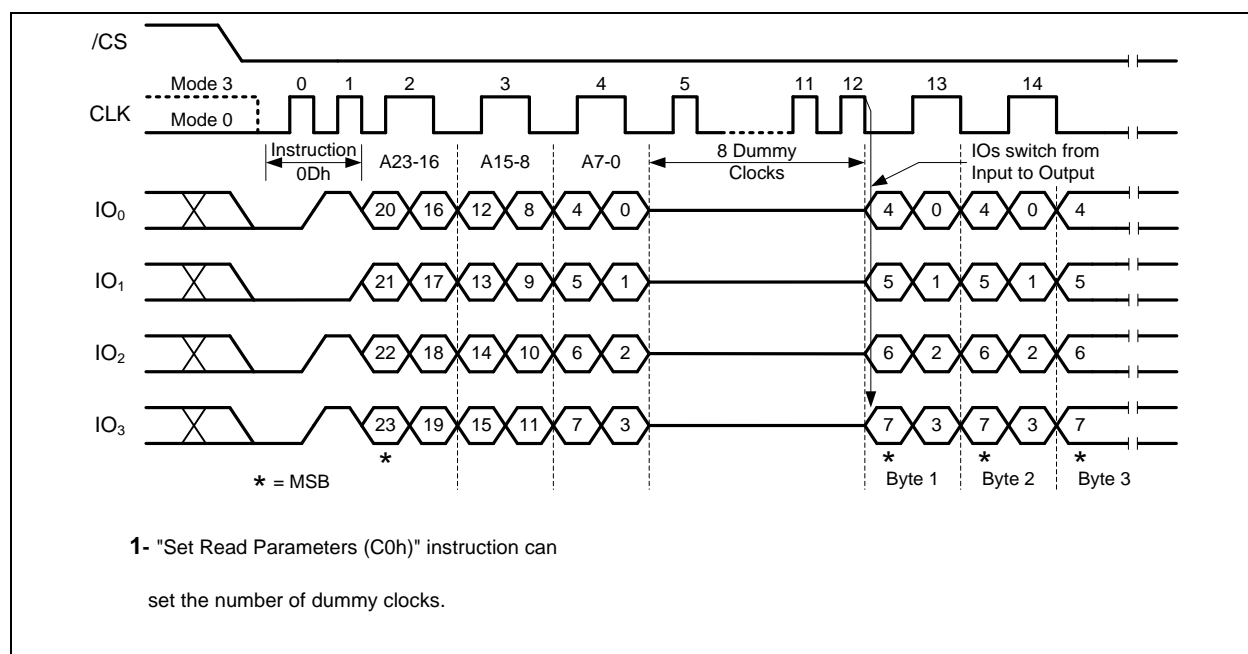 /CS
Mode 3 0 1 2 3 4 5 11 12 13 14
CLK Mode 0
Instruction
0Dh
A23-16 A15-8 A7-0
8 Dummy
Clocks
IOs switch from
Input to Output
IO0 20 16 12 8 4 0 4 0 4 0 4
IO1 21 17 13 9 5 1 5 1 5 1 5
IO2 22 18 14 10 6 2 6 2 6 2 6
IO3 23 19 15 11 7 3 7 3 7 3 7
* * * *
* = MSB Byte 1 Byte 2 Byte 3
1- "Set Read Parameters (C0h)" instruction can
set the number of dummy clocks.